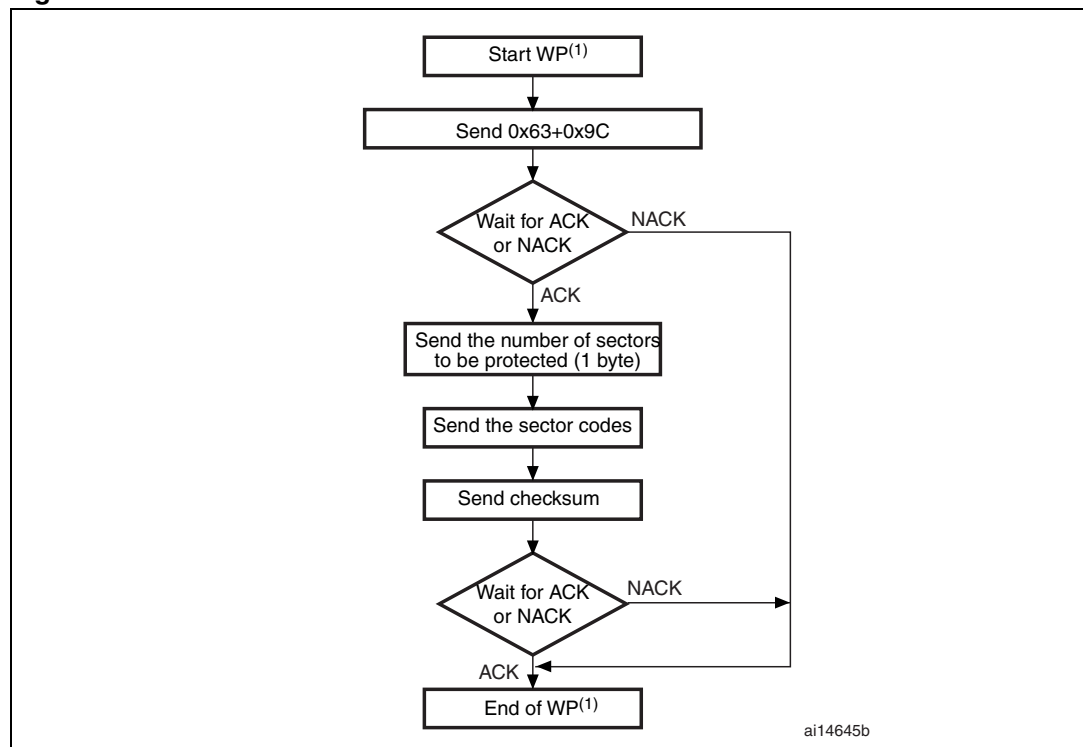 Start WP(1)
Send 0x63+0x9C
Wait for ACK
or NACK
NACK
ACK
Send the number of sectors
to be protected (1 byte)
Send the sector codes
Send checksum
Wait for ACK
or NACK
NACK
ACK
End of WP(1)
ai14645b